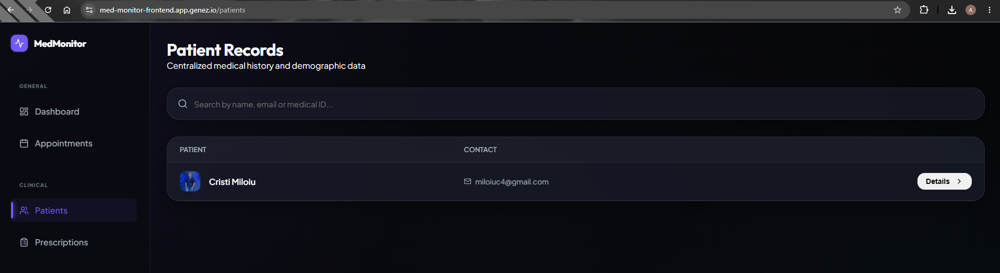 med-monitor-frontend.app.genez.io/patients
A
MedMonitor
GENERAL
Dashboard
Appointments
CLINICAL
Patients
Prescriptions
Patient Records
Centralized medical history and demographic data
Search by name, email or medical ID...
PATIENT CONTACT
Cristi Miloiu miloiuc4@gmail.com Details